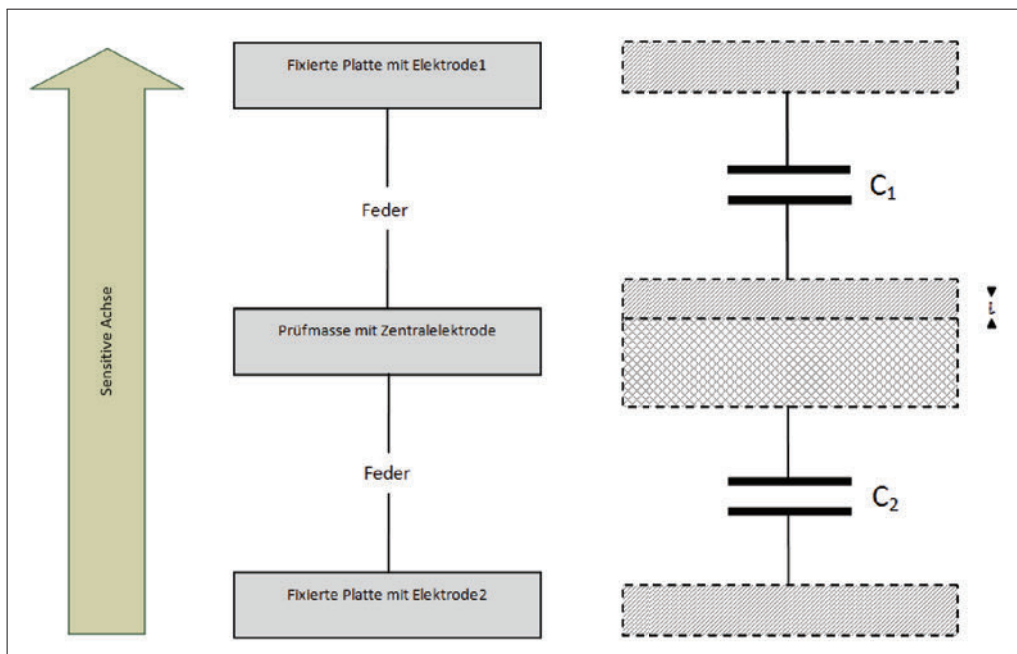 Sensitive Achse
Fixierte Platte mit Elektrode1
Feder
Prüfmasse mit Zentralelektrode
Feder
Fixierte Platte mit Elektrode2
C₁
C₂